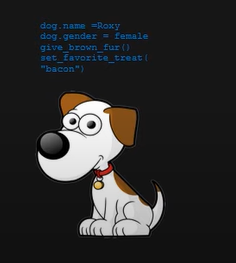 dog.name =Roxy
dog.gender = female
give_brown_fur()
set_favorite_treat(
"bacon")